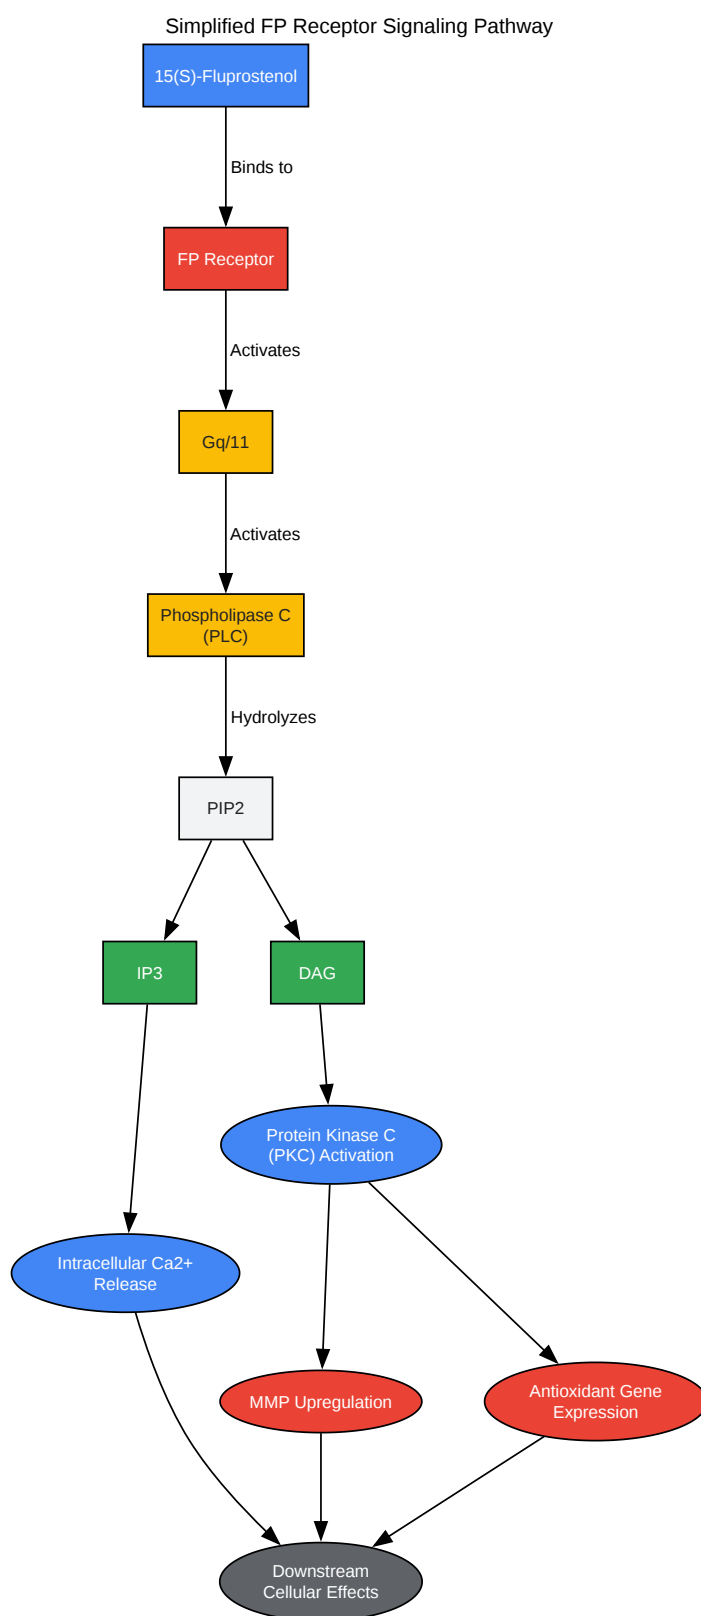 Simplified FP Receptor Signaling Pathway
15(S)-Fluprostenol
Binds to
FP Receptor
Activates
Gq/11
Activates
Phospholipase C
(PLC)
Hydrolyzes
PIP2
IP3
DAG
Protein Kinase C
(PKC) Activation
Intracellular Ca2+
Release
MMP Upregulation
Antioxidant Gene
Expression
Downstream
Cellular Effects